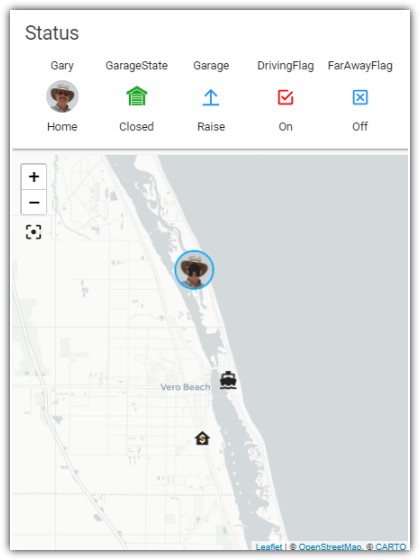 Status
Gary GarageState Garage DrivingFlag FarAwayFlag
Home Closed Raise On Off
+
−
Vero Beach
Leaflet | © OpenStreetMap, © CARTO